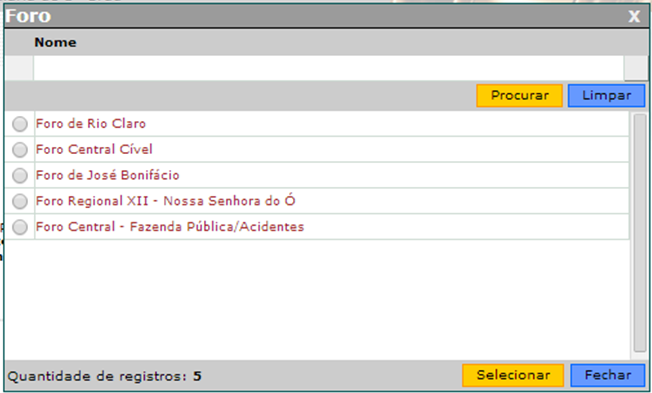 Foro X
Nome
Procurar Limpar
Foro de Rio Claro
Foro Central Cível
Foro de José Bonifácio
Foro Regional XII - Nossa Senhora do Ó
Foro Central - Fazenda Pública/Acidentes
Quantidade de registros: 5 Selecionar Fechar